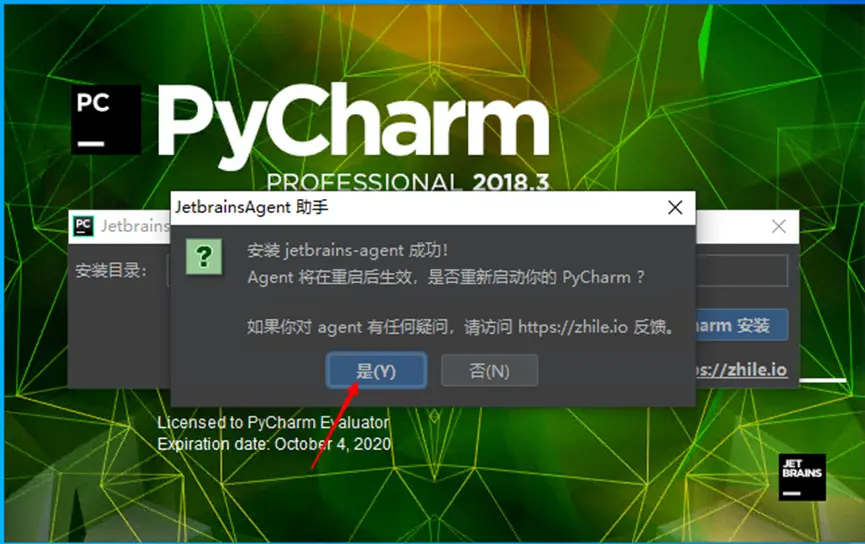 PC
PyCharm
PROFESSIONAL 2018.3
JetbrainsAgent 助手
Jetbrains
安装 jetbrains-agent 成功!
Agent 将在重启后生效，是否重新启动你的 PyCharm ？
安装目录：
如果你对 agent 有任何疑问，请访问 https://zhile.io 反馈。
arm 安装
是(Y)
否(N)
s://zhile.io
Licensed to PyCharm Evaluator
Expiration date: October 4, 2020
JET
BRAINS